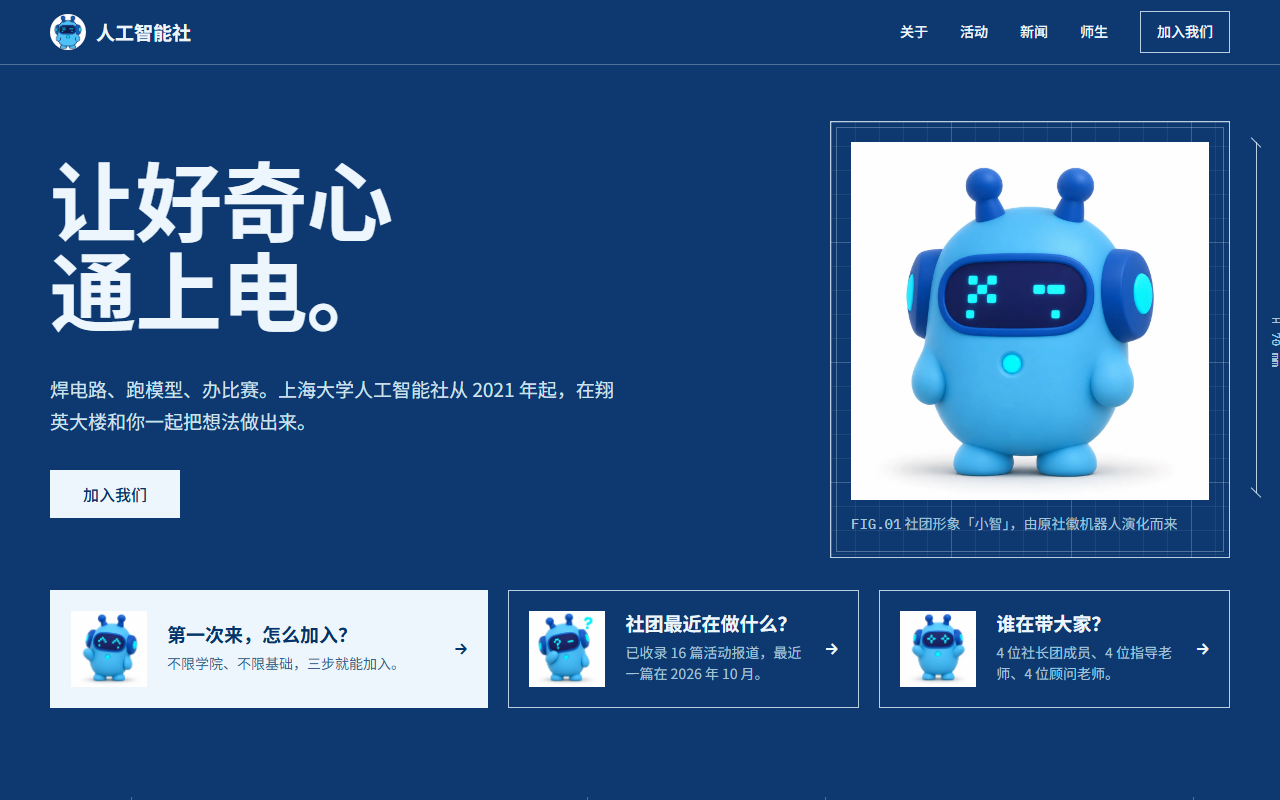 人工智能社
关于
活动
新闻
师生
加入我们
让好奇心
通上电。
焊电路、跑模型、办比赛。上海大学人工智能社从 2021 年起，在翔
英大楼和你一起把想法做出来。
加入我们
H 70 mm
FIG.01 社团形象「小智」，由原社徽机器人演化而来
第一次来，怎么加入？
不限学院、不限基础，三步就能加入。
社团最近在做什么？
已收录 16 篇活动报道，最近
一篇在 2026 年 10 月。
谁在带大家？
4 位社长团成员、4 位指导老
师、4 位顾问老师。